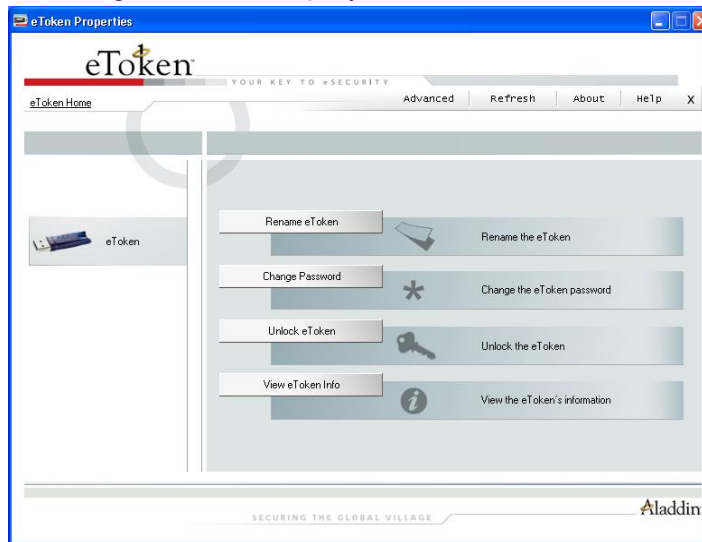 eToken Properties
eToken
YOUR KEY TO eSECURITY
eToken Home
Advanced
Refresh
About
Help
X
eToken
Rename eToken
Rename the eToken
Change Password
Change the eToken password
Unlock eToken
Unlock the eToken
View eToken Info
View the eToken's information
SECURING THE GLOBAL VILLAGE
Aladdin